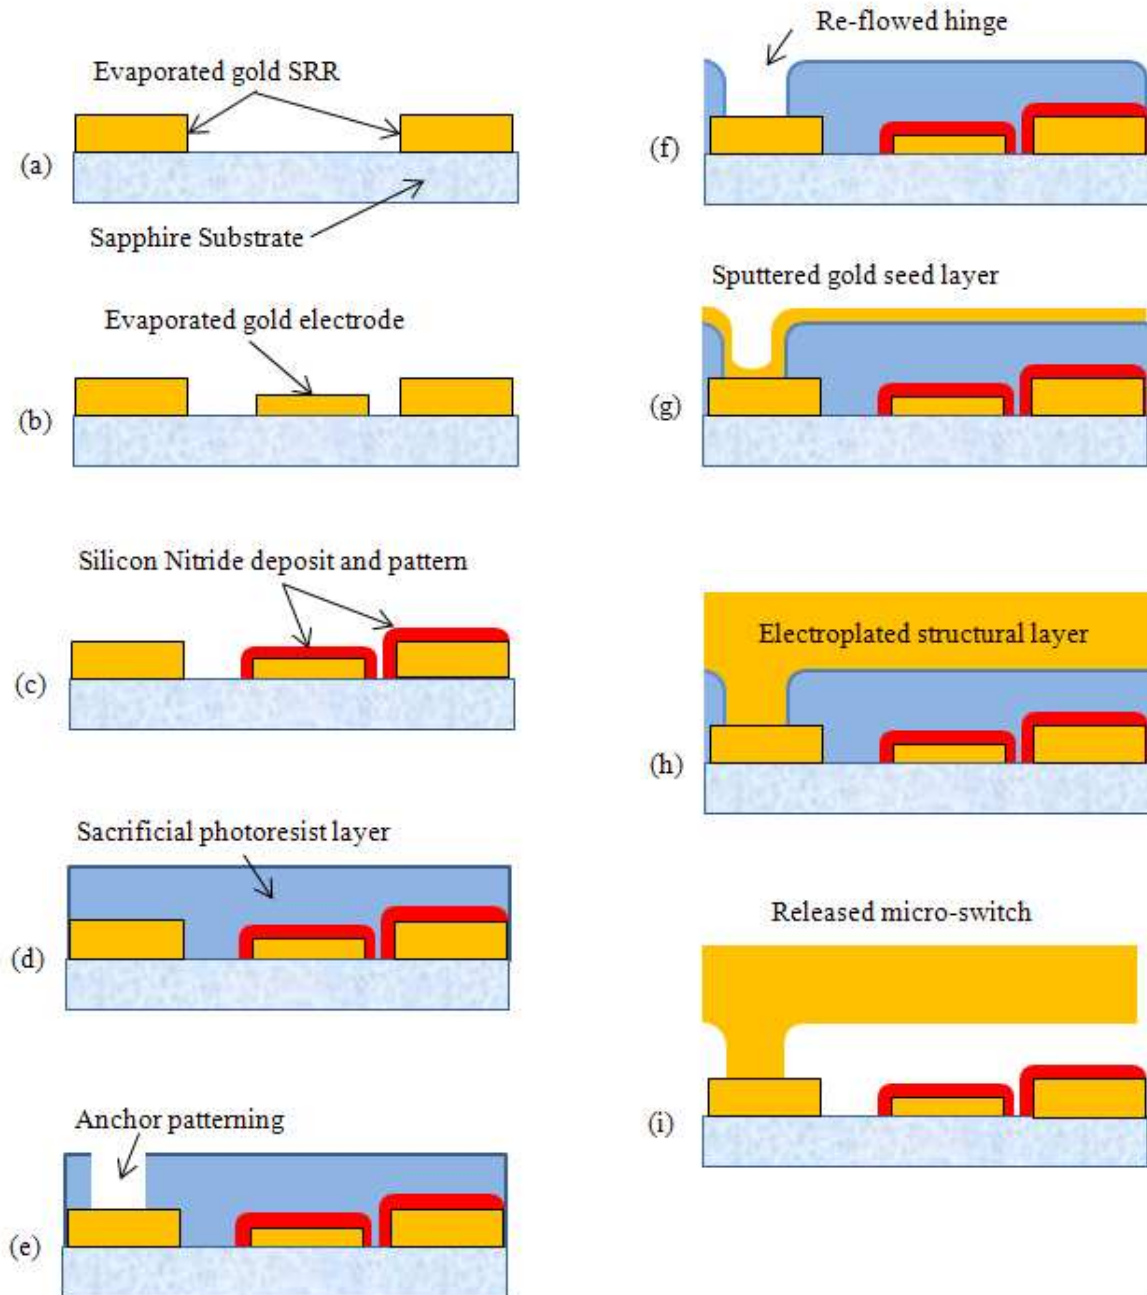 Evaporated gold SRR
(a)
Sapphire Substrate
Evaporated gold electrode
(b)
Silicon Nitride deposit and pattern
(c)
Sacrificial photoresist layer
(d)
Anchor patterning
(e)
Re-flowed hinge
(f)
Sputtered gold seed layer
(g)
Electroplated structural layer
(h)
Released micro-switch
(i)